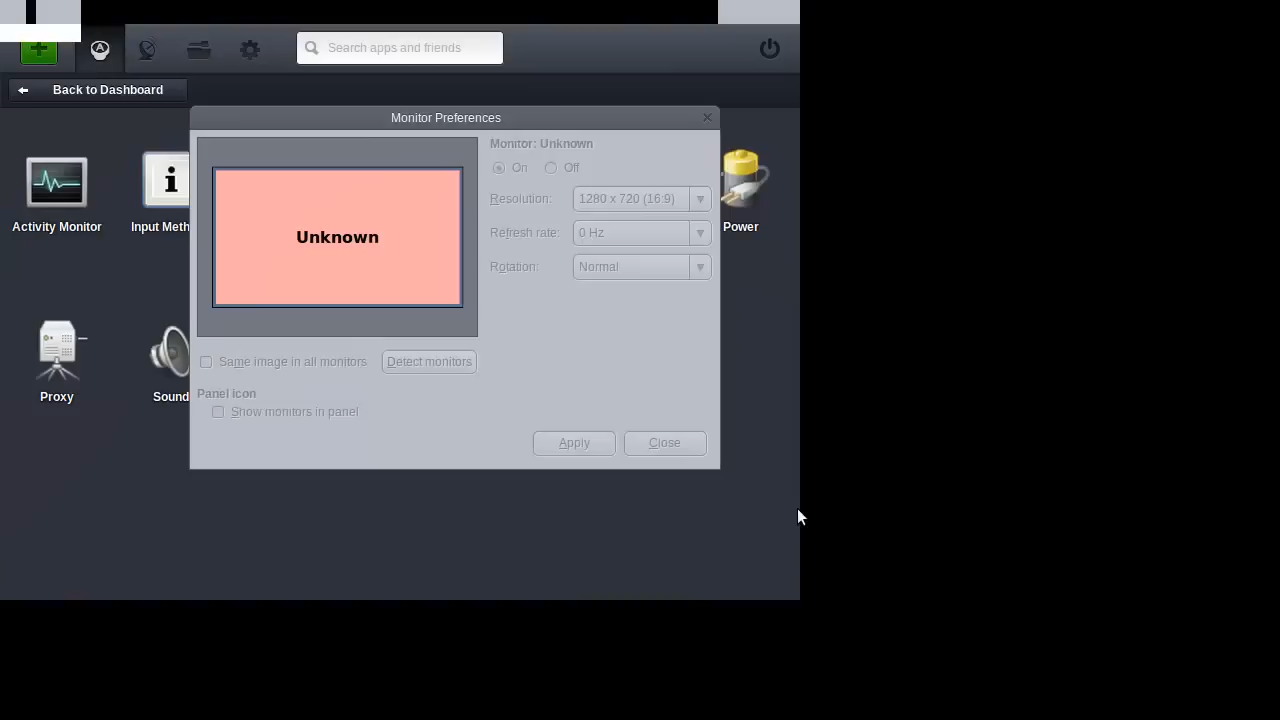 Search apps and friends
Back to Dashboard
Monitor Preferences
Monitor: Unknown
On Off
Resolution: 1280 x 720 (16:9)
Refresh rate: 0 Hz
Rotation: Normal
Unknown
Same image in all monitors Detect monitors
Panel icon
Show monitors in panel
Apply Close
Activity Monitor
Input Meth
Power
Proxy
Sound